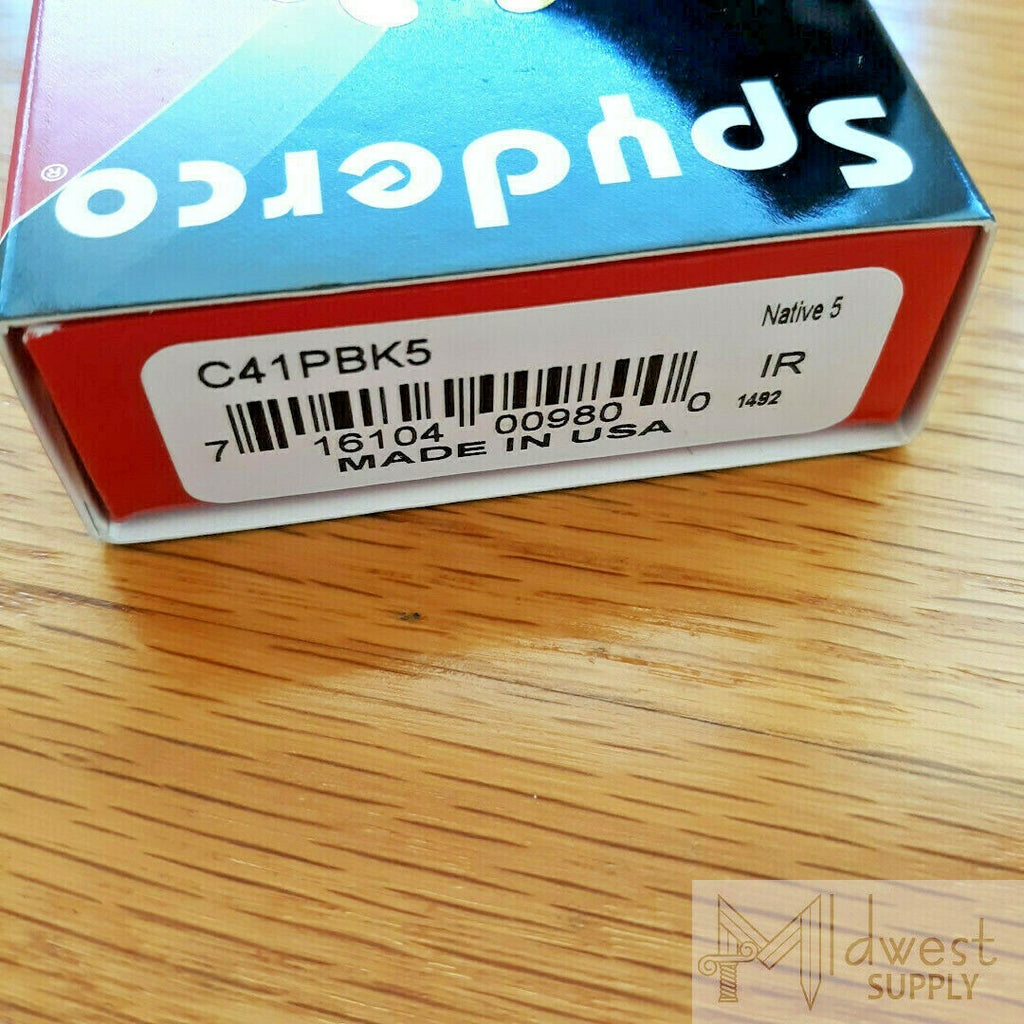 Spyderco®
Native 5
C41PBK5
IR
7 16104 00980 0
1492
MADE IN USA
Midwest
SUPPLY